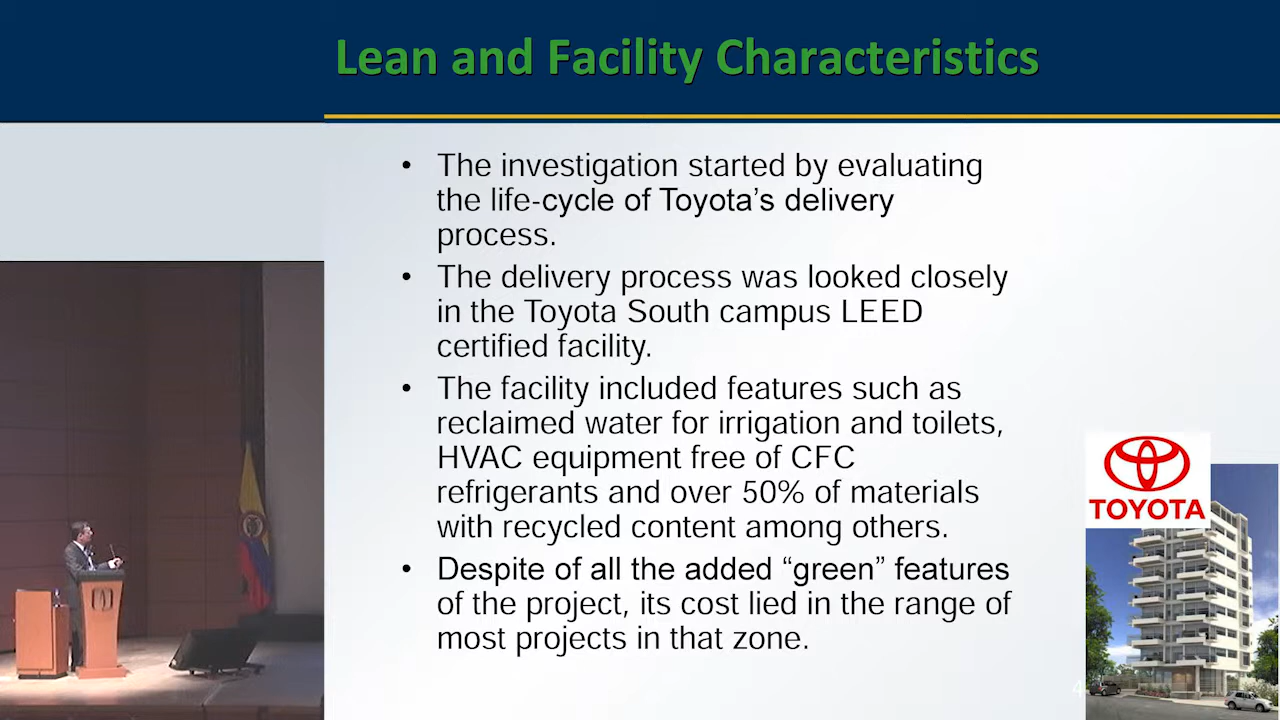 Lean and Facility Characteristics
• The investigation started by evaluating
the life-cycle of Toyota’s delivery
process.
• The delivery process was looked closely
in the Toyota South campus LEED
certified facility.
• The facility included features such as
reclaimed water for irrigation and toilets,
HVAC equipment free of CFC
refrigerants and over 50% of materials
with recycled content among others.
• Despite of all the added “green” features
of the project, its cost lied in the range of
most projects in that zone.
TOYOTA